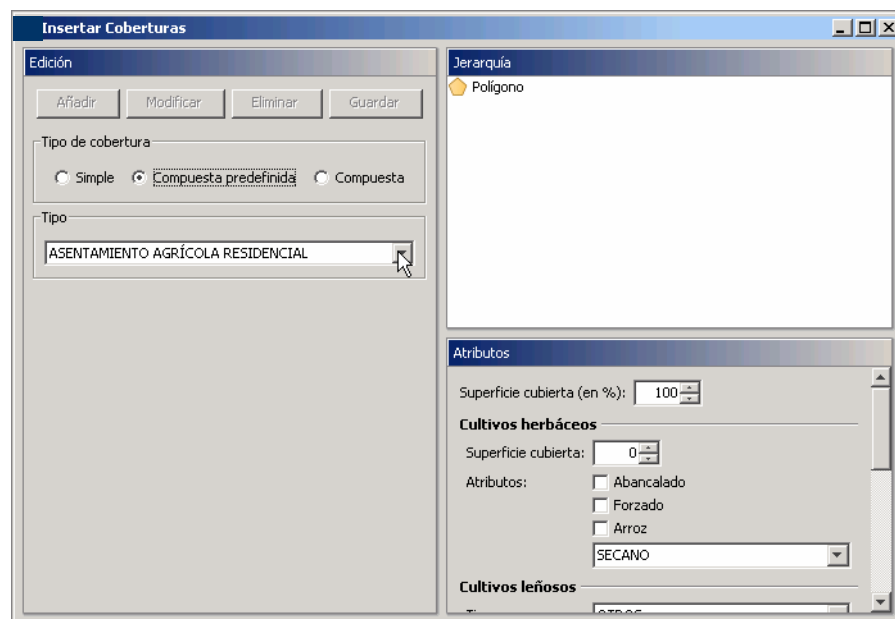 Insertar Coberturas
Edición
Añadir Modificar Eliminar Guardar
Tipo de cobertura
Simple Compuesta predefinida Compuesta
Tipo
ASENTAMIENTO AGRÍCOLA RESIDENCIAL
Jerarquía
Polígono
Atributos
Superficie cubierta (en %): 100
Cultivos herbáceos
Superficie cubierta: 0
Atributos: Abancalado
Forzado
Arroz
SECANO
Cultivos leñosos